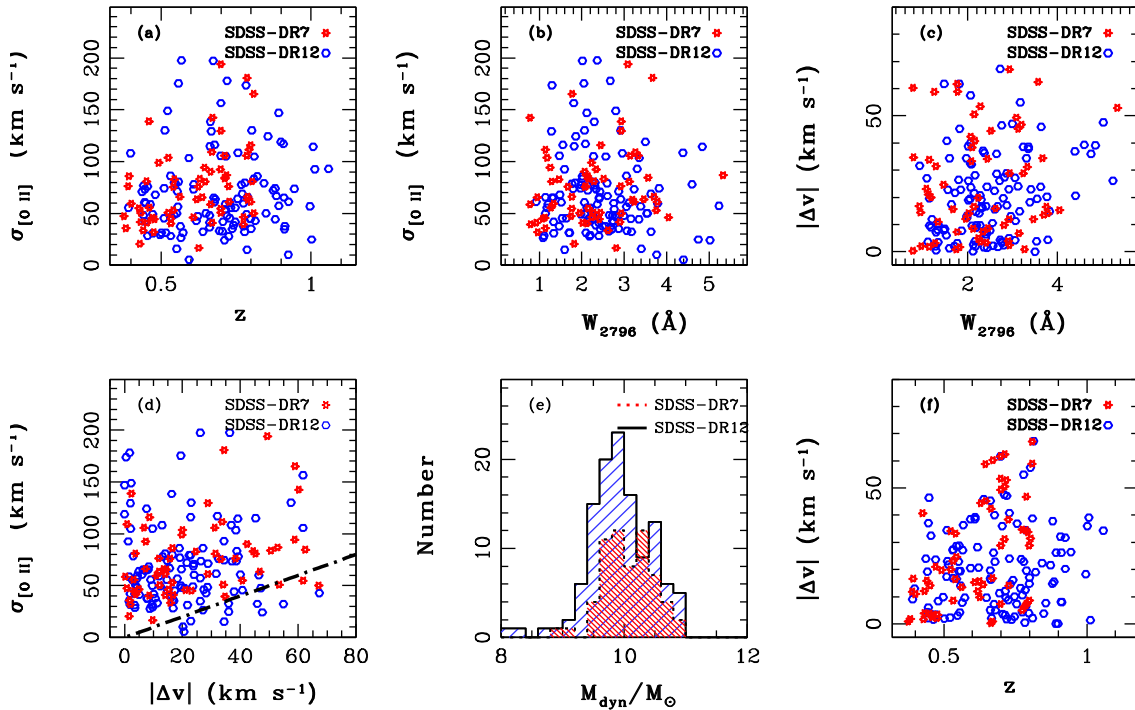 (a) SDSS-DR7
SDSS-DR12
σ[O II] (km s⁻¹)
0 50 100 150 200
0.5 1
z
(b) SDSS-DR7
SDSS-DR12
σ[O II] (km s⁻¹)
0 50 100 150 200
1 2 3 4 5
W₂₇₉₆ (Å)
(c) SDSS-DR7
SDSS-DR12
|Δv| (km s⁻¹)
0 50
2 4
W₂₇₉₆ (Å)
(d) SDSS-DR7
SDSS-DR12
σ[O II] (km s⁻¹)
0 50 100 150 200
0 20 40 60 80
|Δv| (km s⁻¹)
(e) SDSS-DR7
SDSS-DR12
Number
0 10 20
8 10 12
M_dyn/M_⊙
(f) SDSS-DR7
SDSS-DR12
|Δv| (km s⁻¹)
0 50
0.5 1
z